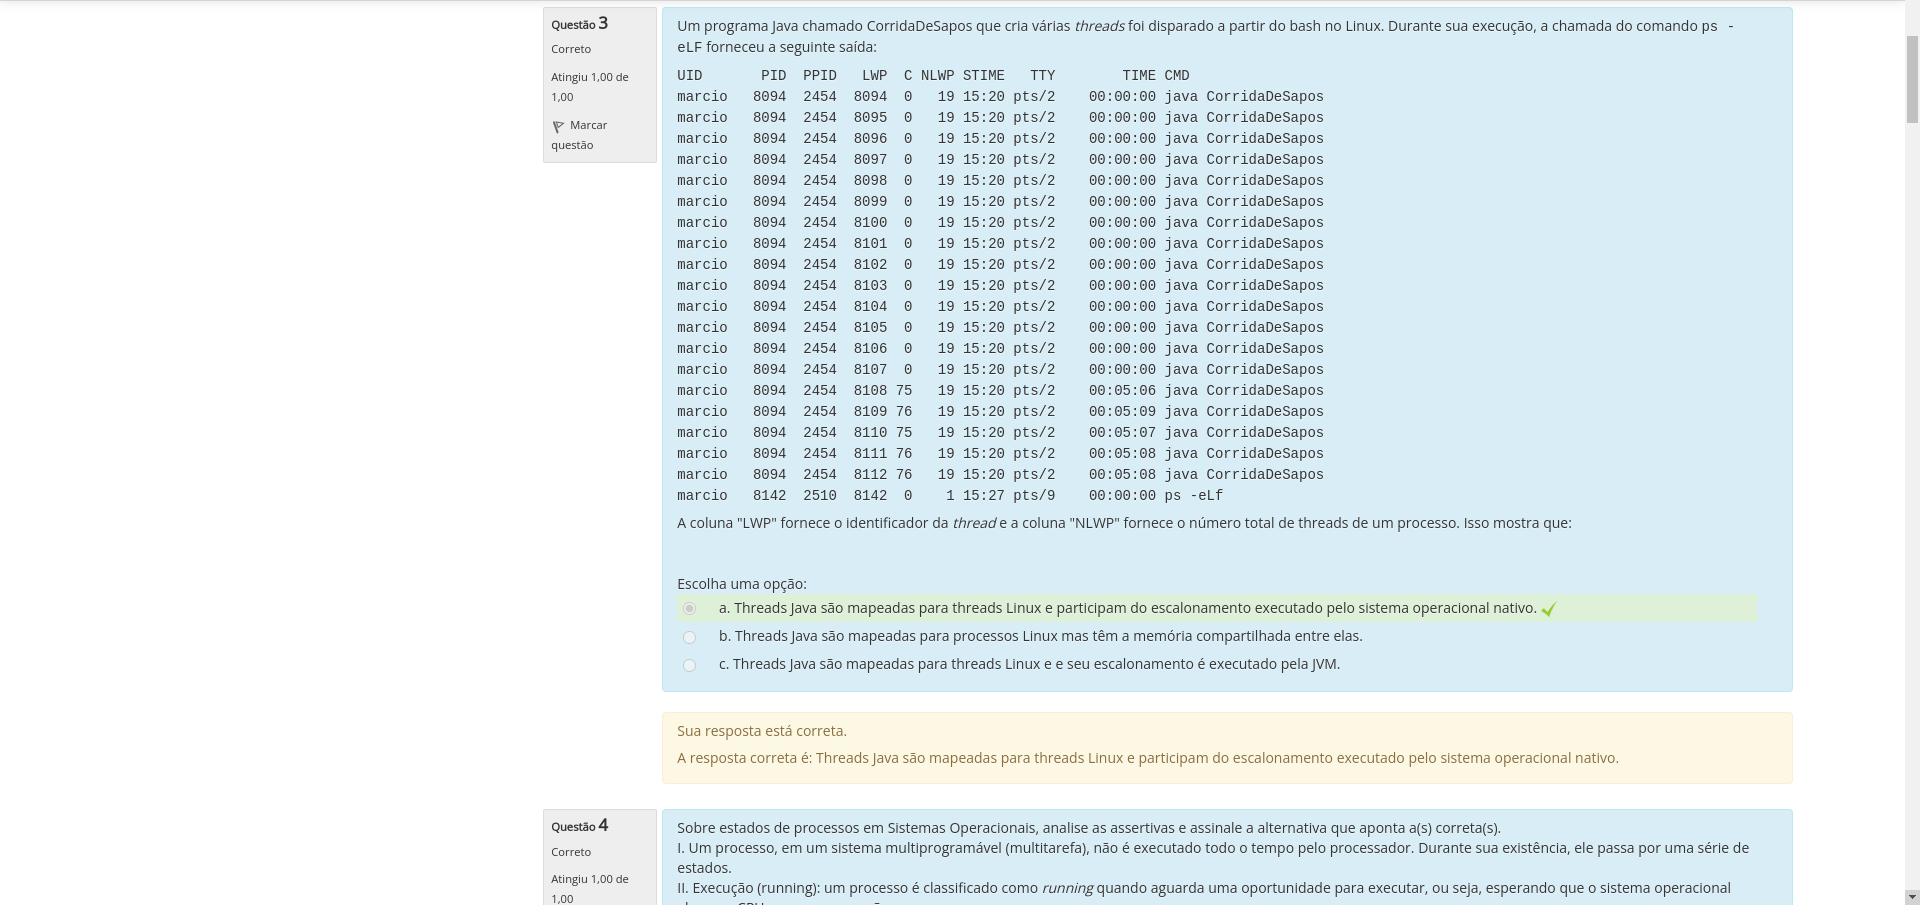 Questão 3
Correto
Atingiu 1,00 de
1,00
Marcar
questão
Um programa Java chamado CorridaDeSapos que cria várias threads foi disparado a partir do bash no Linux. Durante sua execução, a chamada do comando ps -
eLF forneceu a seguinte saída:
UID       PID  PPID   LWP  C NLWP STIME   TTY        TIME CMD
marcio   8094  2454  8094  0   19 15:20 pts/2    00:00:00 java CorridaDeSapos
marcio   8094  2454  8095  0   19 15:20 pts/2    00:00:00 java CorridaDeSapos
marcio   8094  2454  8096  0   19 15:20 pts/2    00:00:00 java CorridaDeSapos
marcio   8094  2454  8097  0   19 15:20 pts/2    00:00:00 java CorridaDeSapos
marcio   8094  2454  8098  0   19 15:20 pts/2    00:00:00 java CorridaDeSapos
marcio   8094  2454  8099  0   19 15:20 pts/2    00:00:00 java CorridaDeSapos
marcio   8094  2454  8100  0   19 15:20 pts/2    00:00:00 java CorridaDeSapos
marcio   8094  2454  8101  0   19 15:20 pts/2    00:00:00 java CorridaDeSapos
marcio   8094  2454  8102  0   19 15:20 pts/2    00:00:00 java CorridaDeSapos
marcio   8094  2454  8103  0   19 15:20 pts/2    00:00:00 java CorridaDeSapos
marcio   8094  2454  8104  0   19 15:20 pts/2    00:00:00 java CorridaDeSapos
marcio   8094  2454  8105  0   19 15:20 pts/2    00:00:00 java CorridaDeSapos
marcio   8094  2454  8106  0   19 15:20 pts/2    00:00:00 java CorridaDeSapos
marcio   8094  2454  8107  0   19 15:20 pts/2    00:00:00 java CorridaDeSapos
marcio   8094  2454  8108 75   19 15:20 pts/2    00:05:06 java CorridaDeSapos
marcio   8094  2454  8109 76   19 15:20 pts/2    00:05:09 java CorridaDeSapos
marcio   8094  2454  8110 75   19 15:20 pts/2    00:05:07 java CorridaDeSapos
marcio   8094  2454  8111 76   19 15:20 pts/2    00:05:08 java CorridaDeSapos
marcio   8094  2454  8112 76   19 15:20 pts/2    00:05:08 java CorridaDeSapos
marcio   8142  2510  8142  0    1 15:27 pts/9    00:00:00 ps -eLf
A coluna "LWP" fornece o identificador da thread e a coluna "NLWP" fornece o número total de threads de um processo. Isso mostra que:
Escolha uma opção:
a. Threads Java são mapeadas para threads Linux e participam do escalonamento executado pelo sistema operacional nativo.
b. Threads Java são mapeadas para processos Linux mas têm a memória compartilhada entre elas.
c. Threads Java são mapeadas para threads Linux e e seu escalonamento é executado pela JVM.
Sua resposta está correta.
A resposta correta é: Threads Java são mapeadas para threads Linux e participam do escalonamento executado pelo sistema operacional nativo.
Questão 4
Correto
Atingiu 1,00 de
1,00
Sobre estados de processos em Sistemas Operacionais, analise as assertivas e assinale a alternativa que aponta a(s) correta(s).
I. Um processo, em um sistema multiprogramável (multitarefa), não é executado todo o tempo pelo processador. Durante sua existência, ele passa por uma série de
estados.
II. Execução (running): um processo é classificado como running quando aguarda uma oportunidade para executar, ou seja, esperando que o sistema operacional